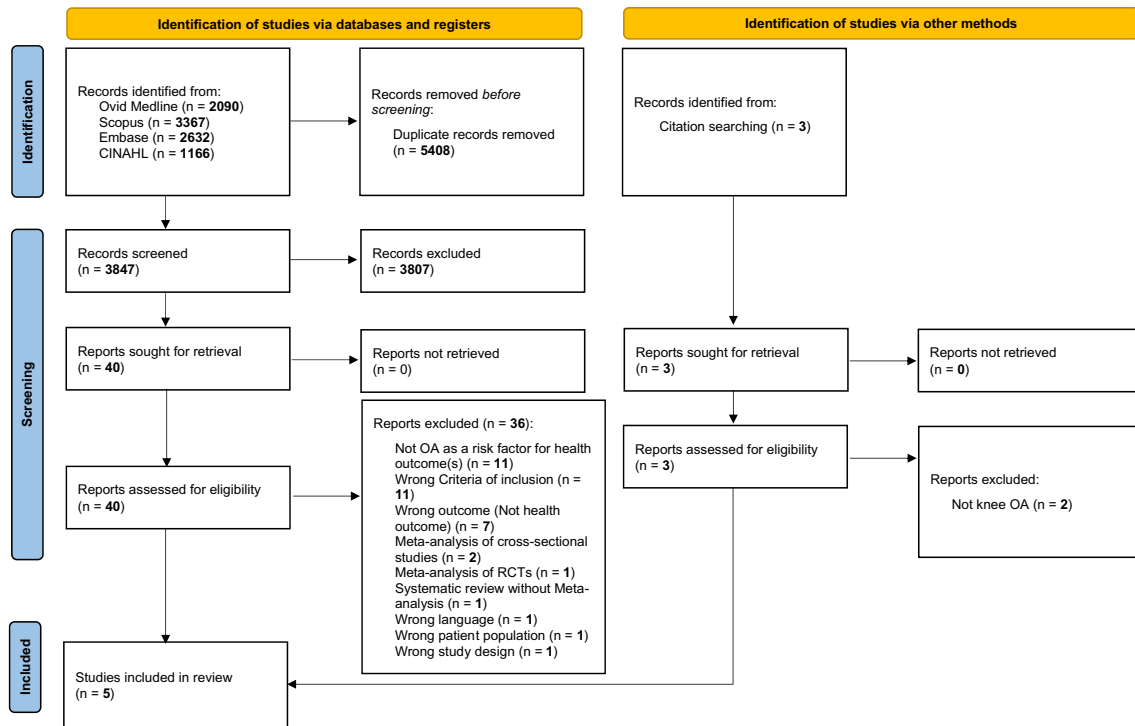 Identification of studies via databases and registers
Identification of studies via other methods
Identification
Records identified from:
Ovid Medline (n = 2090)
Scopus (n = 3367)
Embase (n = 2632)
CINAHL (n = 1166)
Records removed before
screening:
Duplicate records removed
(n = 5408)
Records identified from:
Citation searching (n = 3)
Screening
Records screened
(n = 3847)
Records excluded
(n = 3807)
Reports sought for retrieval
(n = 40)
Reports not retrieved
(n = 0)
Reports sought for retrieval
(n = 3)
Reports not retrieved
(n = 0)
Reports assessed for eligibility
(n = 40)
Reports excluded (n = 36):
Not OA as a risk factor for health
outcome(s) (n = 11)
Wrong Criteria of inclusion (n =
11)
Wrong outcome (Not health
outcome) (n = 7)
Meta-analysis of cross-sectional
studies (n = 2)
Meta-analysis of RCTs (n = 1)
Systematic review without Meta-
analysis (n = 1)
Wrong language (n = 1)
Wrong patient population (n = 1)
Wrong study design (n = 1)
Reports assessed for eligibility
(n = 3)
Reports excluded:
Not knee OA (n = 2)
Included
Studies included in review
(n = 5)